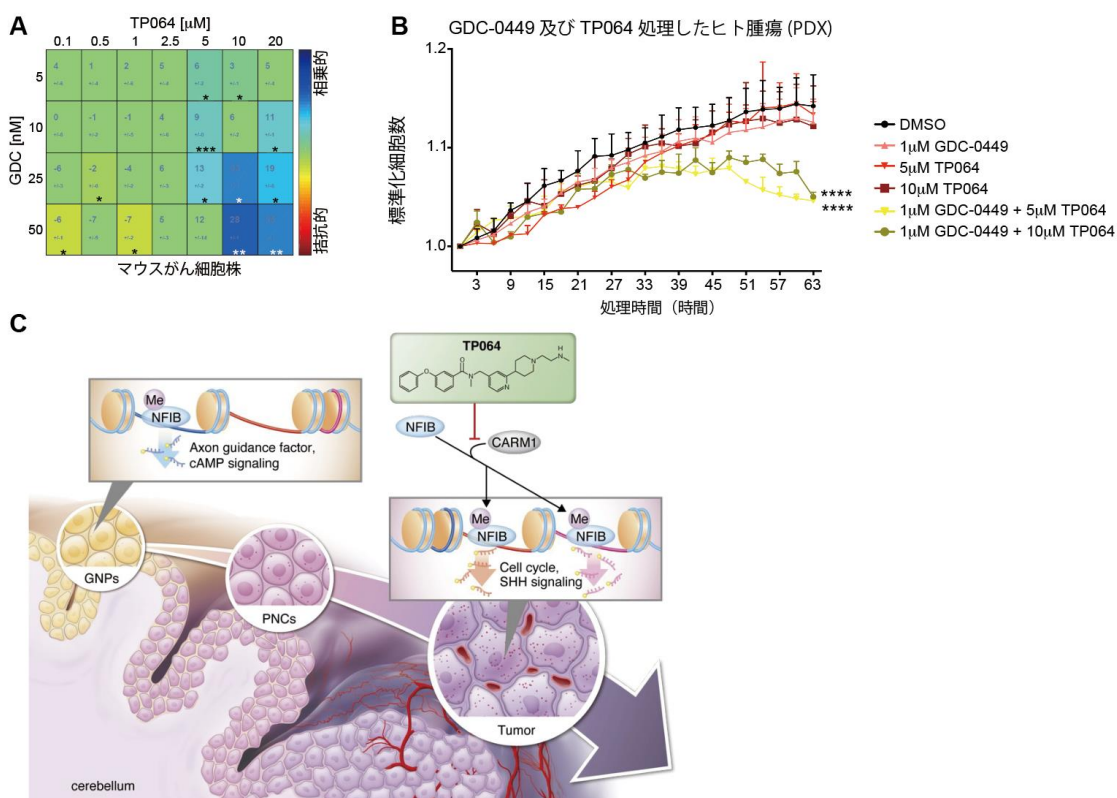 A
TP064 [μM]
0.1 0.5 1 2.5 5 10 20
GDC [nM]
5
4 1 2 5 6 3 5
* *
10
0 -1 -1 4 9 6 11
*** *
25
-6 -2 -4 6 13 19
* * * *
50
-6 -7 5 12 28
* * ** **
相乗的
拮抗的
マウスがん細胞株
B
GDC-0449 及び TP064 処理したヒト腫瘍 (PDX)
標準化細胞数
1.2
1.1
1.0
3 9 15 21 27 33 39 45 51 57 63
処理時間（時間）
****
****
DMSO
1μM GDC-0449
5μM TP064
10μM TP064
1μM GDC-0449 + 5μM TP064
1μM GDC-0449 + 10μM TP064
C
TP064
O
O
N
N
N
H
N
NFIB
CARM1
Me
NFIB
Axon guidance factor,
cAMP signaling
Me
NFIB
Me
NFIB
Cell cycle,
SHH signaling
GNPs
PNCs
Tumor
cerebellum